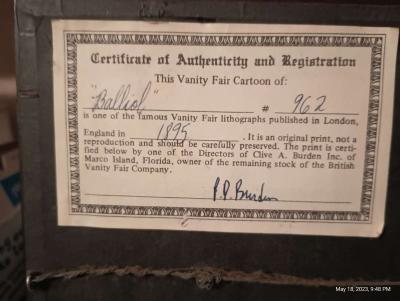 Certificate of Authenticity and Registration
This Vanity Fair Cartoon of:
"Balliol" # 962
is one of the famous Vanity Fair lithographs published in London,
England in 1895 . It is an original print, not a
reproduction and should be carefully preserved. The print is certi-
fied below by one of the Directors of Clive A. Burden Inc. of
Marco Island, Florida, owner of the remaining stock of the British
Vanity Fair Company.
P.D. Burden
May 18, 2023, 9:48 PM